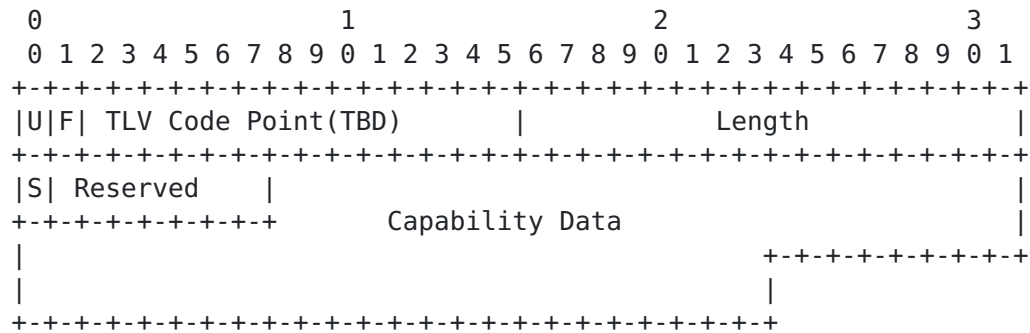 0                   1                   2                   3
 0 1 2 3 4 5 6 7 8 9 0 1 2 3 4 5 6 7 8 9 0 1 2 3 4 5 6 7 8 9 0 1
+-+-+-+-+-+-+-+-+-+-+-+-+-+-+-+-+-+-+-+-+-+-+-+-+-+-+-+-+-+-+-+-+
|U|F| TLV Code Point(TBD)       |            Length             |
+-+-+-+-+-+-+-+-+-+-+-+-+-+-+-+-+-+-+-+-+-+-+-+-+-+-+-+-+-+-+-+-+
|S| Reserved    |                                               |
+-+-+-+-+-+-+-+-+       Capability Data                         |
|                                               +-+-+-+-+-+-+-+-+
|                                               |
+-+-+-+-+-+-+-+-+-+-+-+-+-+-+-+-+-+-+-+-+-+-+-+-+